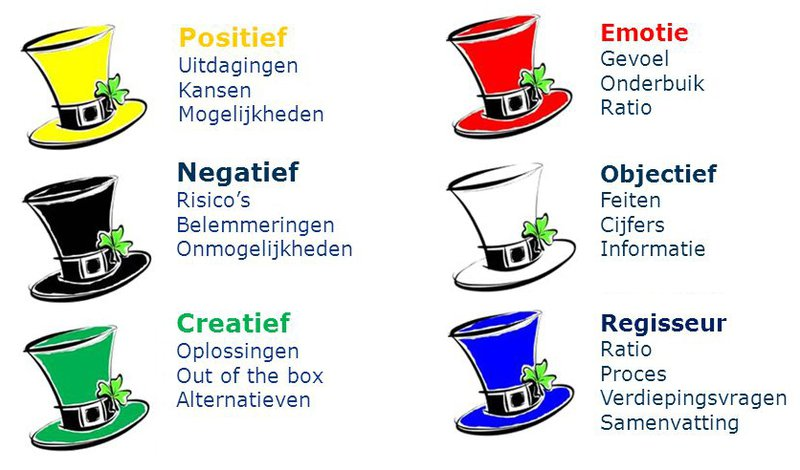 Positief
Uitdagingen
Kansen
Mogelijkheden
Emotie
Gevoel
Onderbuik
Ratio
Negatief
Risico’s
Belemmeringen
Onmogelijkheden
Objectief
Feiten
Cijfers
Informatie
Creatief
Oplossingen
Out of the box
Alternatieven
Regisseur
Ratio
Proces
Verdiepingsvragen
Samenvatting